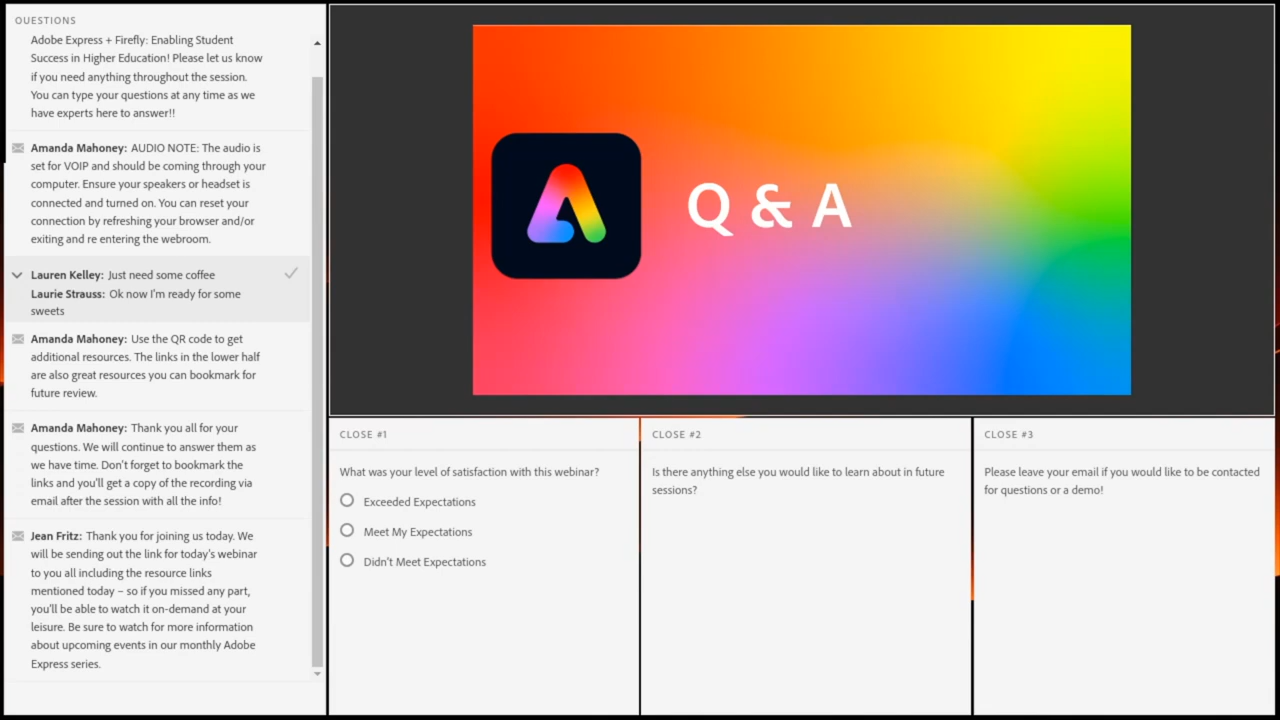 QUESTIONS
Adobe Express + Firefly: Enabling Student
Success in Higher Education! Please let us know
if you need anything throughout the session.
You can type your questions at any time as we
have experts here to answer!!
Amanda Mahoney: AUDIO NOTE: The audio is
set for VOIP and should be coming through your
computer. Ensure your speakers or headset is
connected and turned on. You can reset your
connection by refreshing your browser and/or
exiting and re entering the webroom.
Lauren Kelley: Just need some coffee
Laurie Strauss: Ok now I'm ready for some
sweets
Amanda Mahoney: Use the QR code to get
additional resources. The links in the lower half
are also great resources you can bookmark for
future review.
Amanda Mahoney: Thank you all for your
questions. We will continue to answer them as
we have time. Don't forget to bookmark the
links and you'll get a copy of the recording via
email after the session with all the info!
Jean Fritz: Thank you for joining us today. We
will be sending out the link for today's webinar
to you all including the resource links
mentioned today – so if you missed any part,
you'll be able to watch it on-demand at your
leisure. Be sure to watch for more information
about upcoming events in our monthly Adobe
Express series.
Q & A
CLOSE #1
What was your level of satisfaction with this webinar?
Exceeded Expectations
Meet My Expectations
Didn't Meet Expectations
CLOSE #2
Is there anything else you would like to learn about in future
sessions?
CLOSE #3
Please leave your email if you would like to be contacted
for questions or a demo!